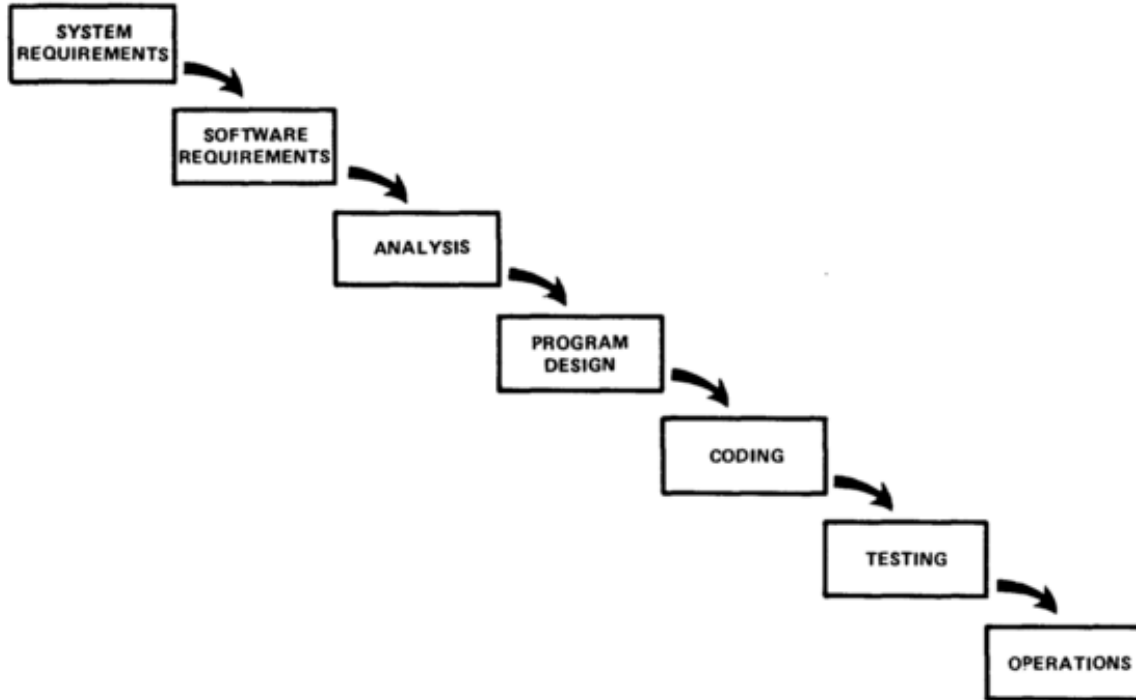 SYSTEM
REQUIREMENTS
SOFTWARE
REQUIREMENTS
ANALYSIS
PROGRAM
DESIGN
CODING
TESTING
OPERATIONS